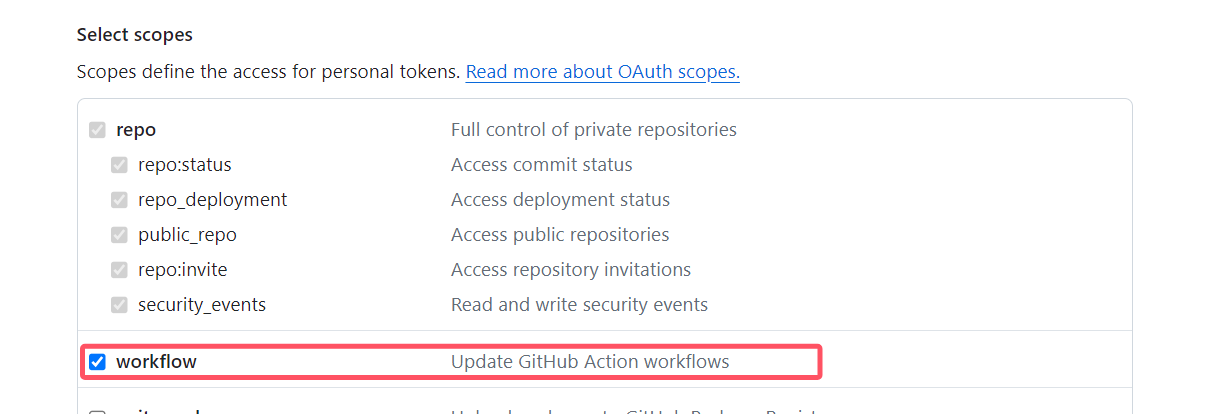 Select scopes
Scopes define the access for personal tokens. Read more about OAuth scopes.
repo Full control of private repositories
repo:status Access commit status
repo_deployment Access deployment status
public_repo Access public repositories
repo:invite Access repository invitations
security_events Read and write security events
workflow Update GitHub Action workflows